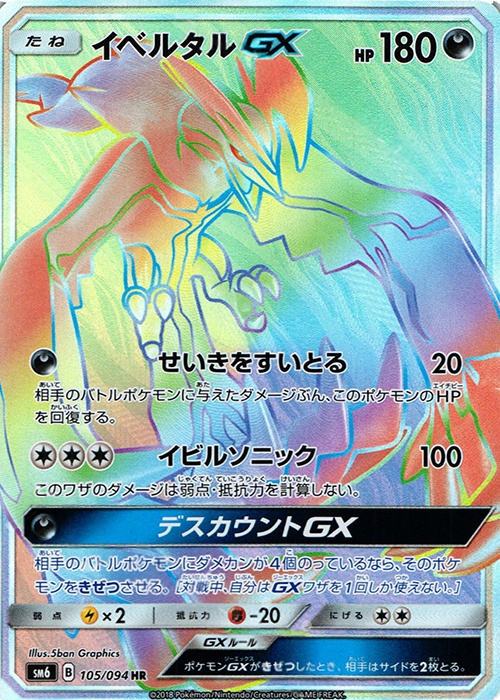 たね イベルタルGX HP 180
せいきをすいとる 20
相手のバトルポケモンに与えたダメージぶん、このポケモンのHP
を回復する。
イビルソニック 100
このワザのダメージは弱点・抵抗力を計算しない。
デスカウントGX
相手のバトルポケモンにダメカンが4個のっているなら、そのポケ
モンをきぜつさせる。[対戦中、自分はGXワザを1回しか使えない。]
弱点 ×2 抵抗力 -20 にげる
GXルール
ポケモンGXがきぜつしたとき、相手はサイドを2枚とる。
Illus.5ban Graphics
SM6 B 105/094 HR
©2018 Pokémon/Nintendo/Creatures/GAME FREAK.